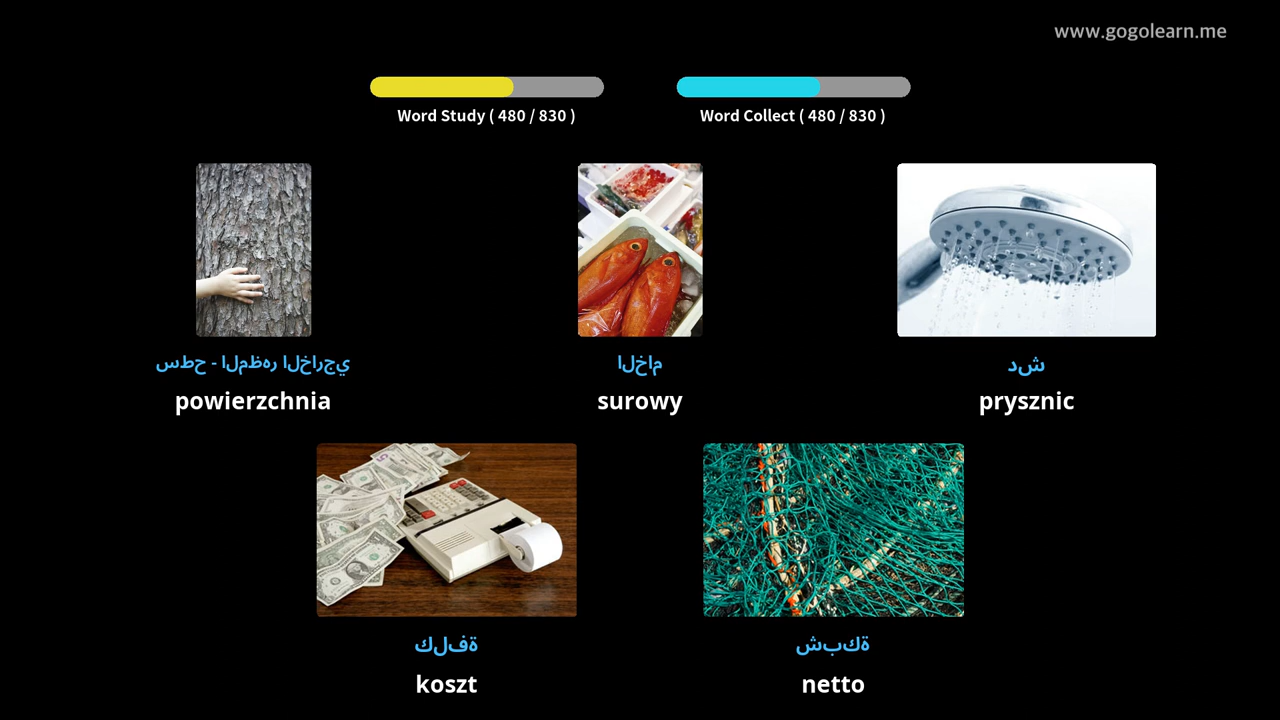 www.gogolearn.me
Word Study ( 480 / 830 )
Word Collect ( 480 / 830 )
سطح - المظهر الخارجي
powierzchnia
الخام
surowy
دش
prysznic
كلفة
koszt
شبكة
netto